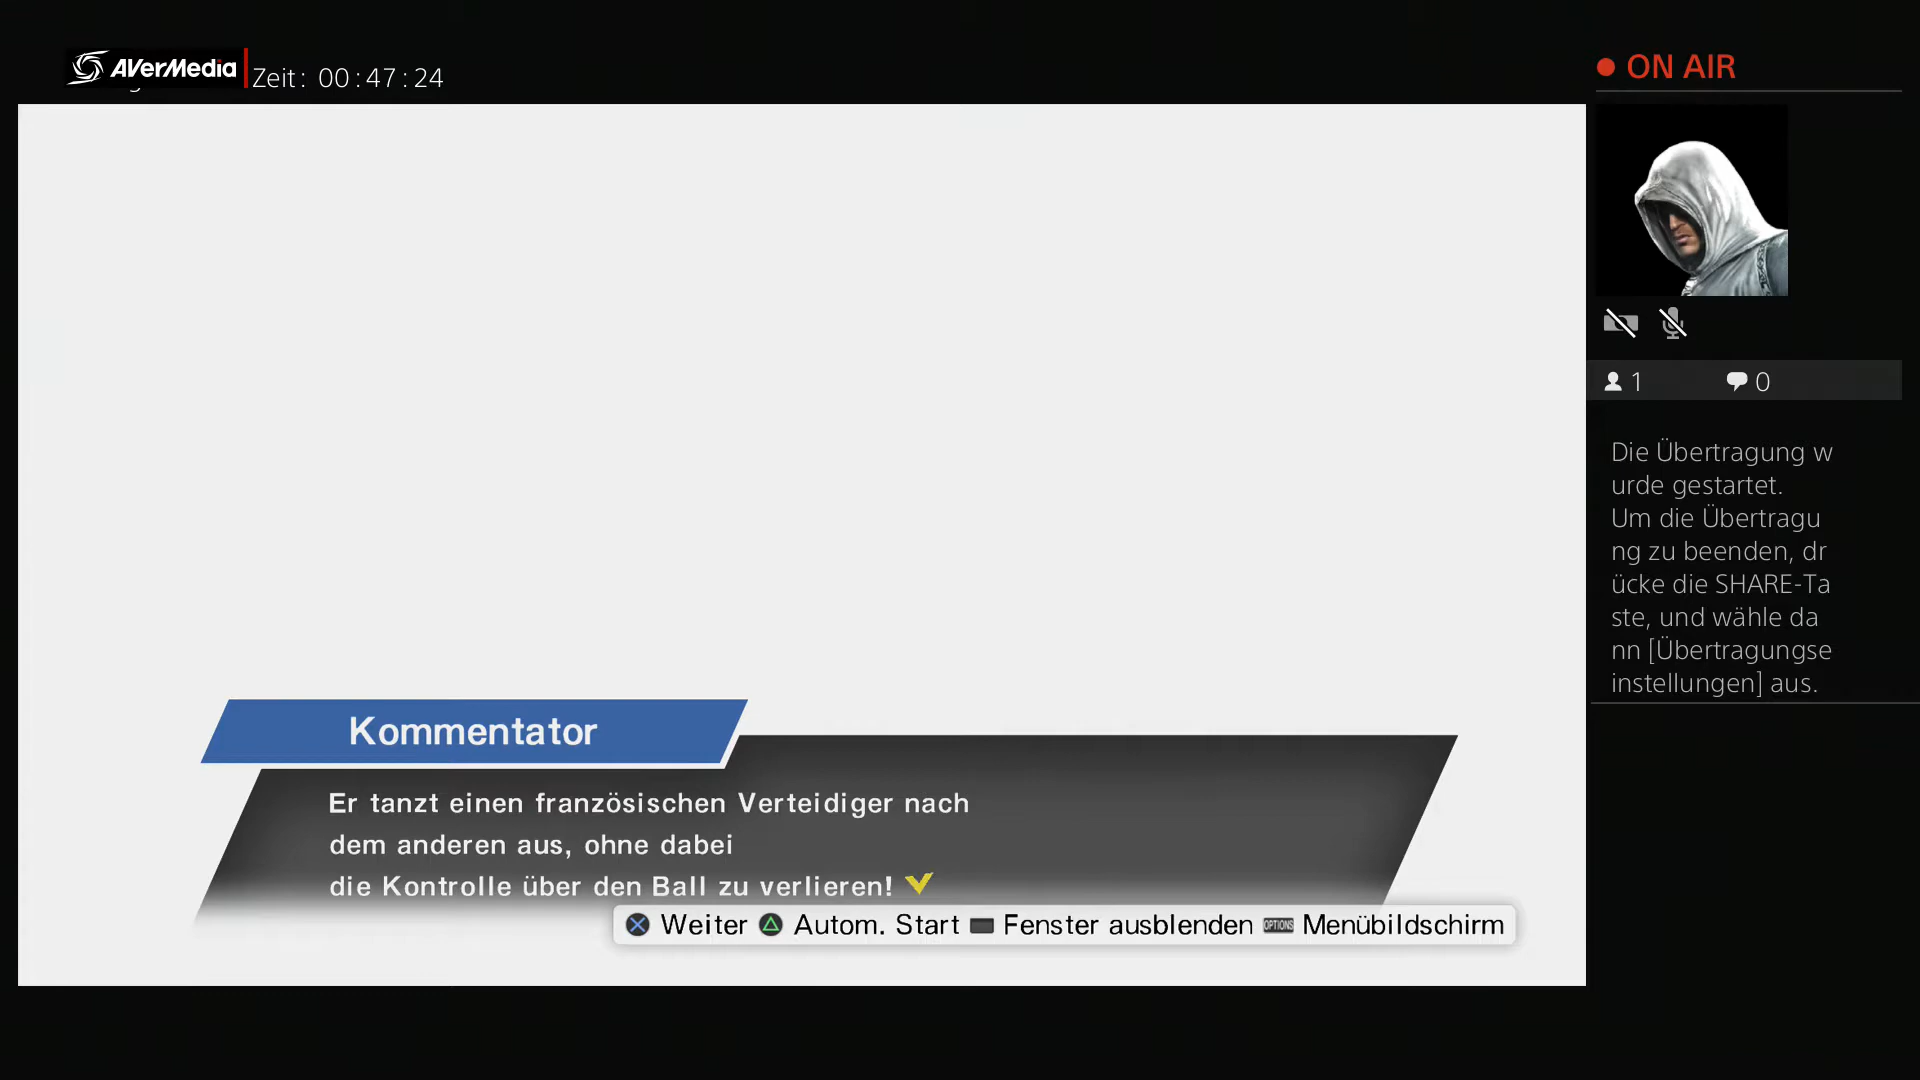 AVerMedia
Zeit: 00:47:24
ON AIR
1 0
Die Übertragung w
urde gestartet.
Um die Übertragu
ng zu beenden, dr
ücke die SHARE-Ta
ste, und wähle da
nn [Übertragungse
instellungen] aus.
Kommentator
Er tanzt einen französischen Verteidiger nach
dem anderen aus, ohne dabei
die Kontrolle über den Ball zu verlieren!
Weiter Autom. Start Fenster ausblenden OPTIONS Menübildschirm